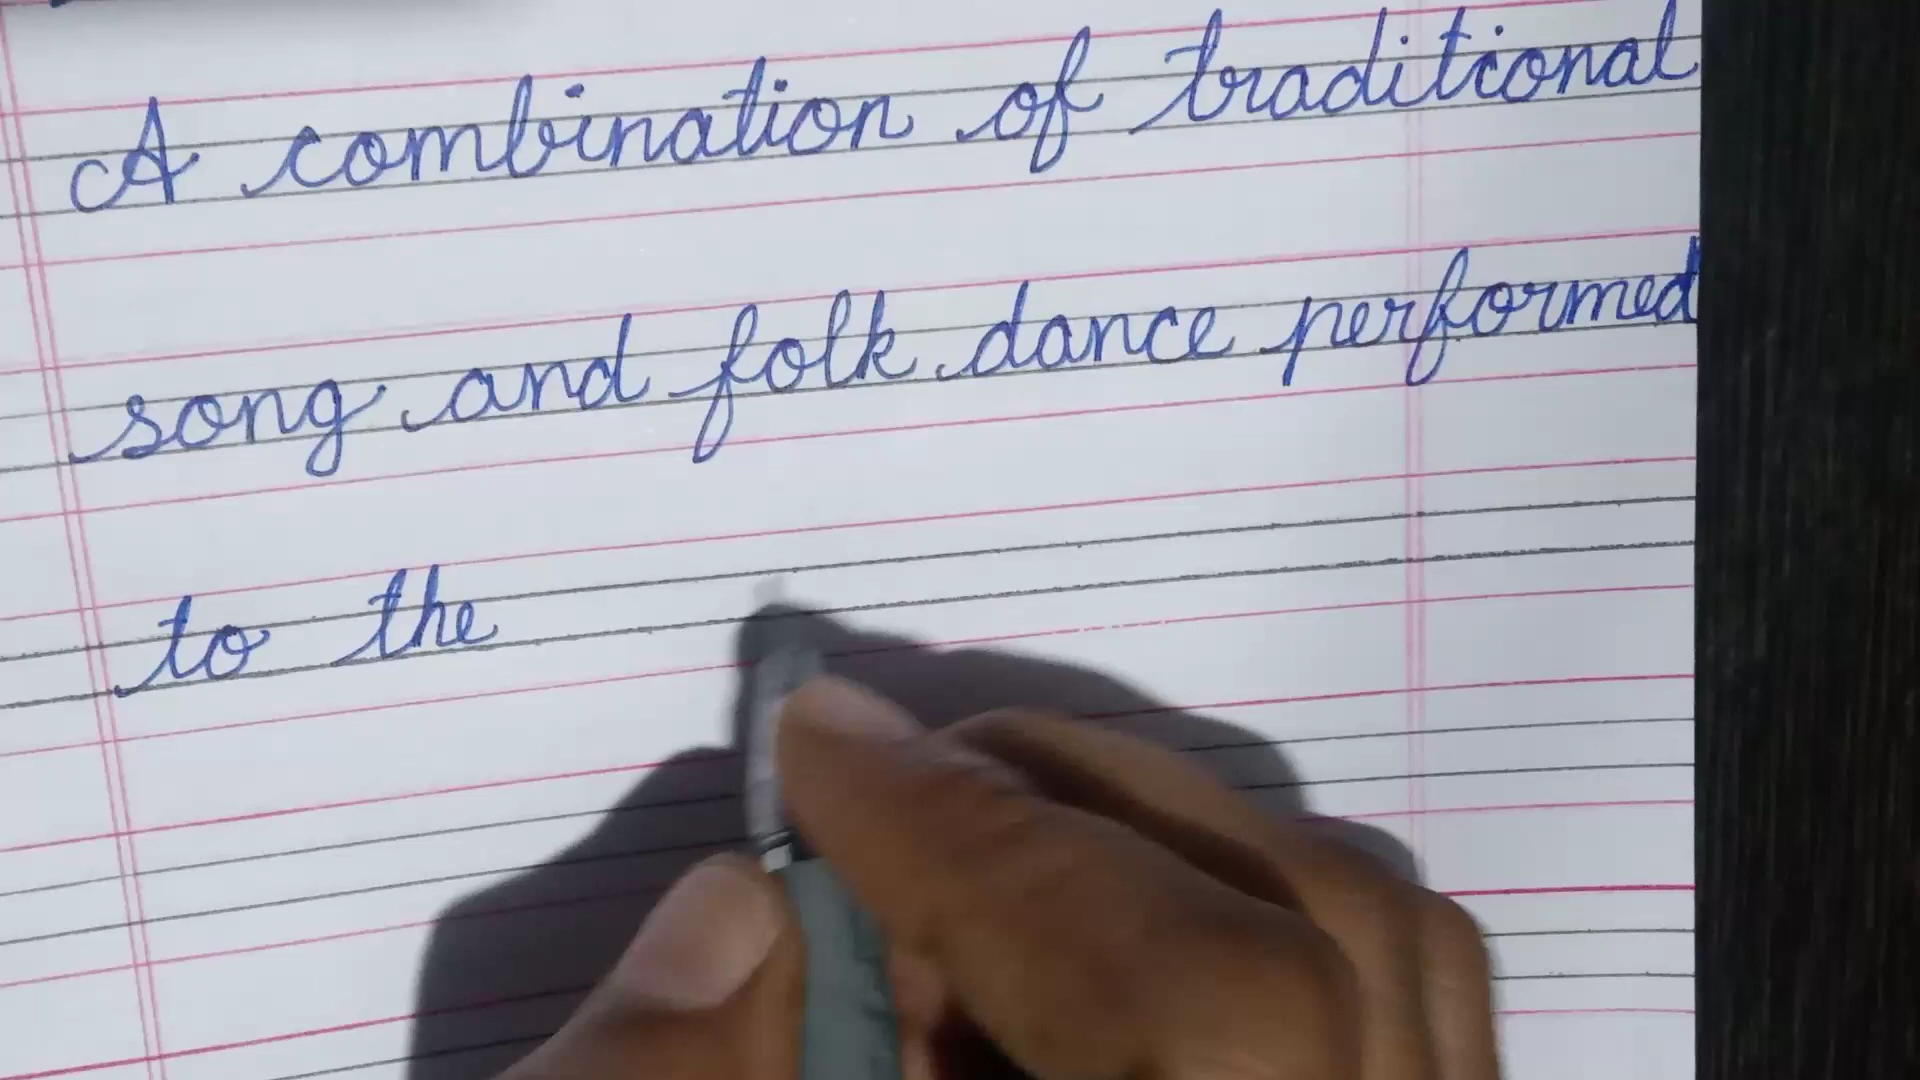 A combination of traditional
song and folk dance performed
to the